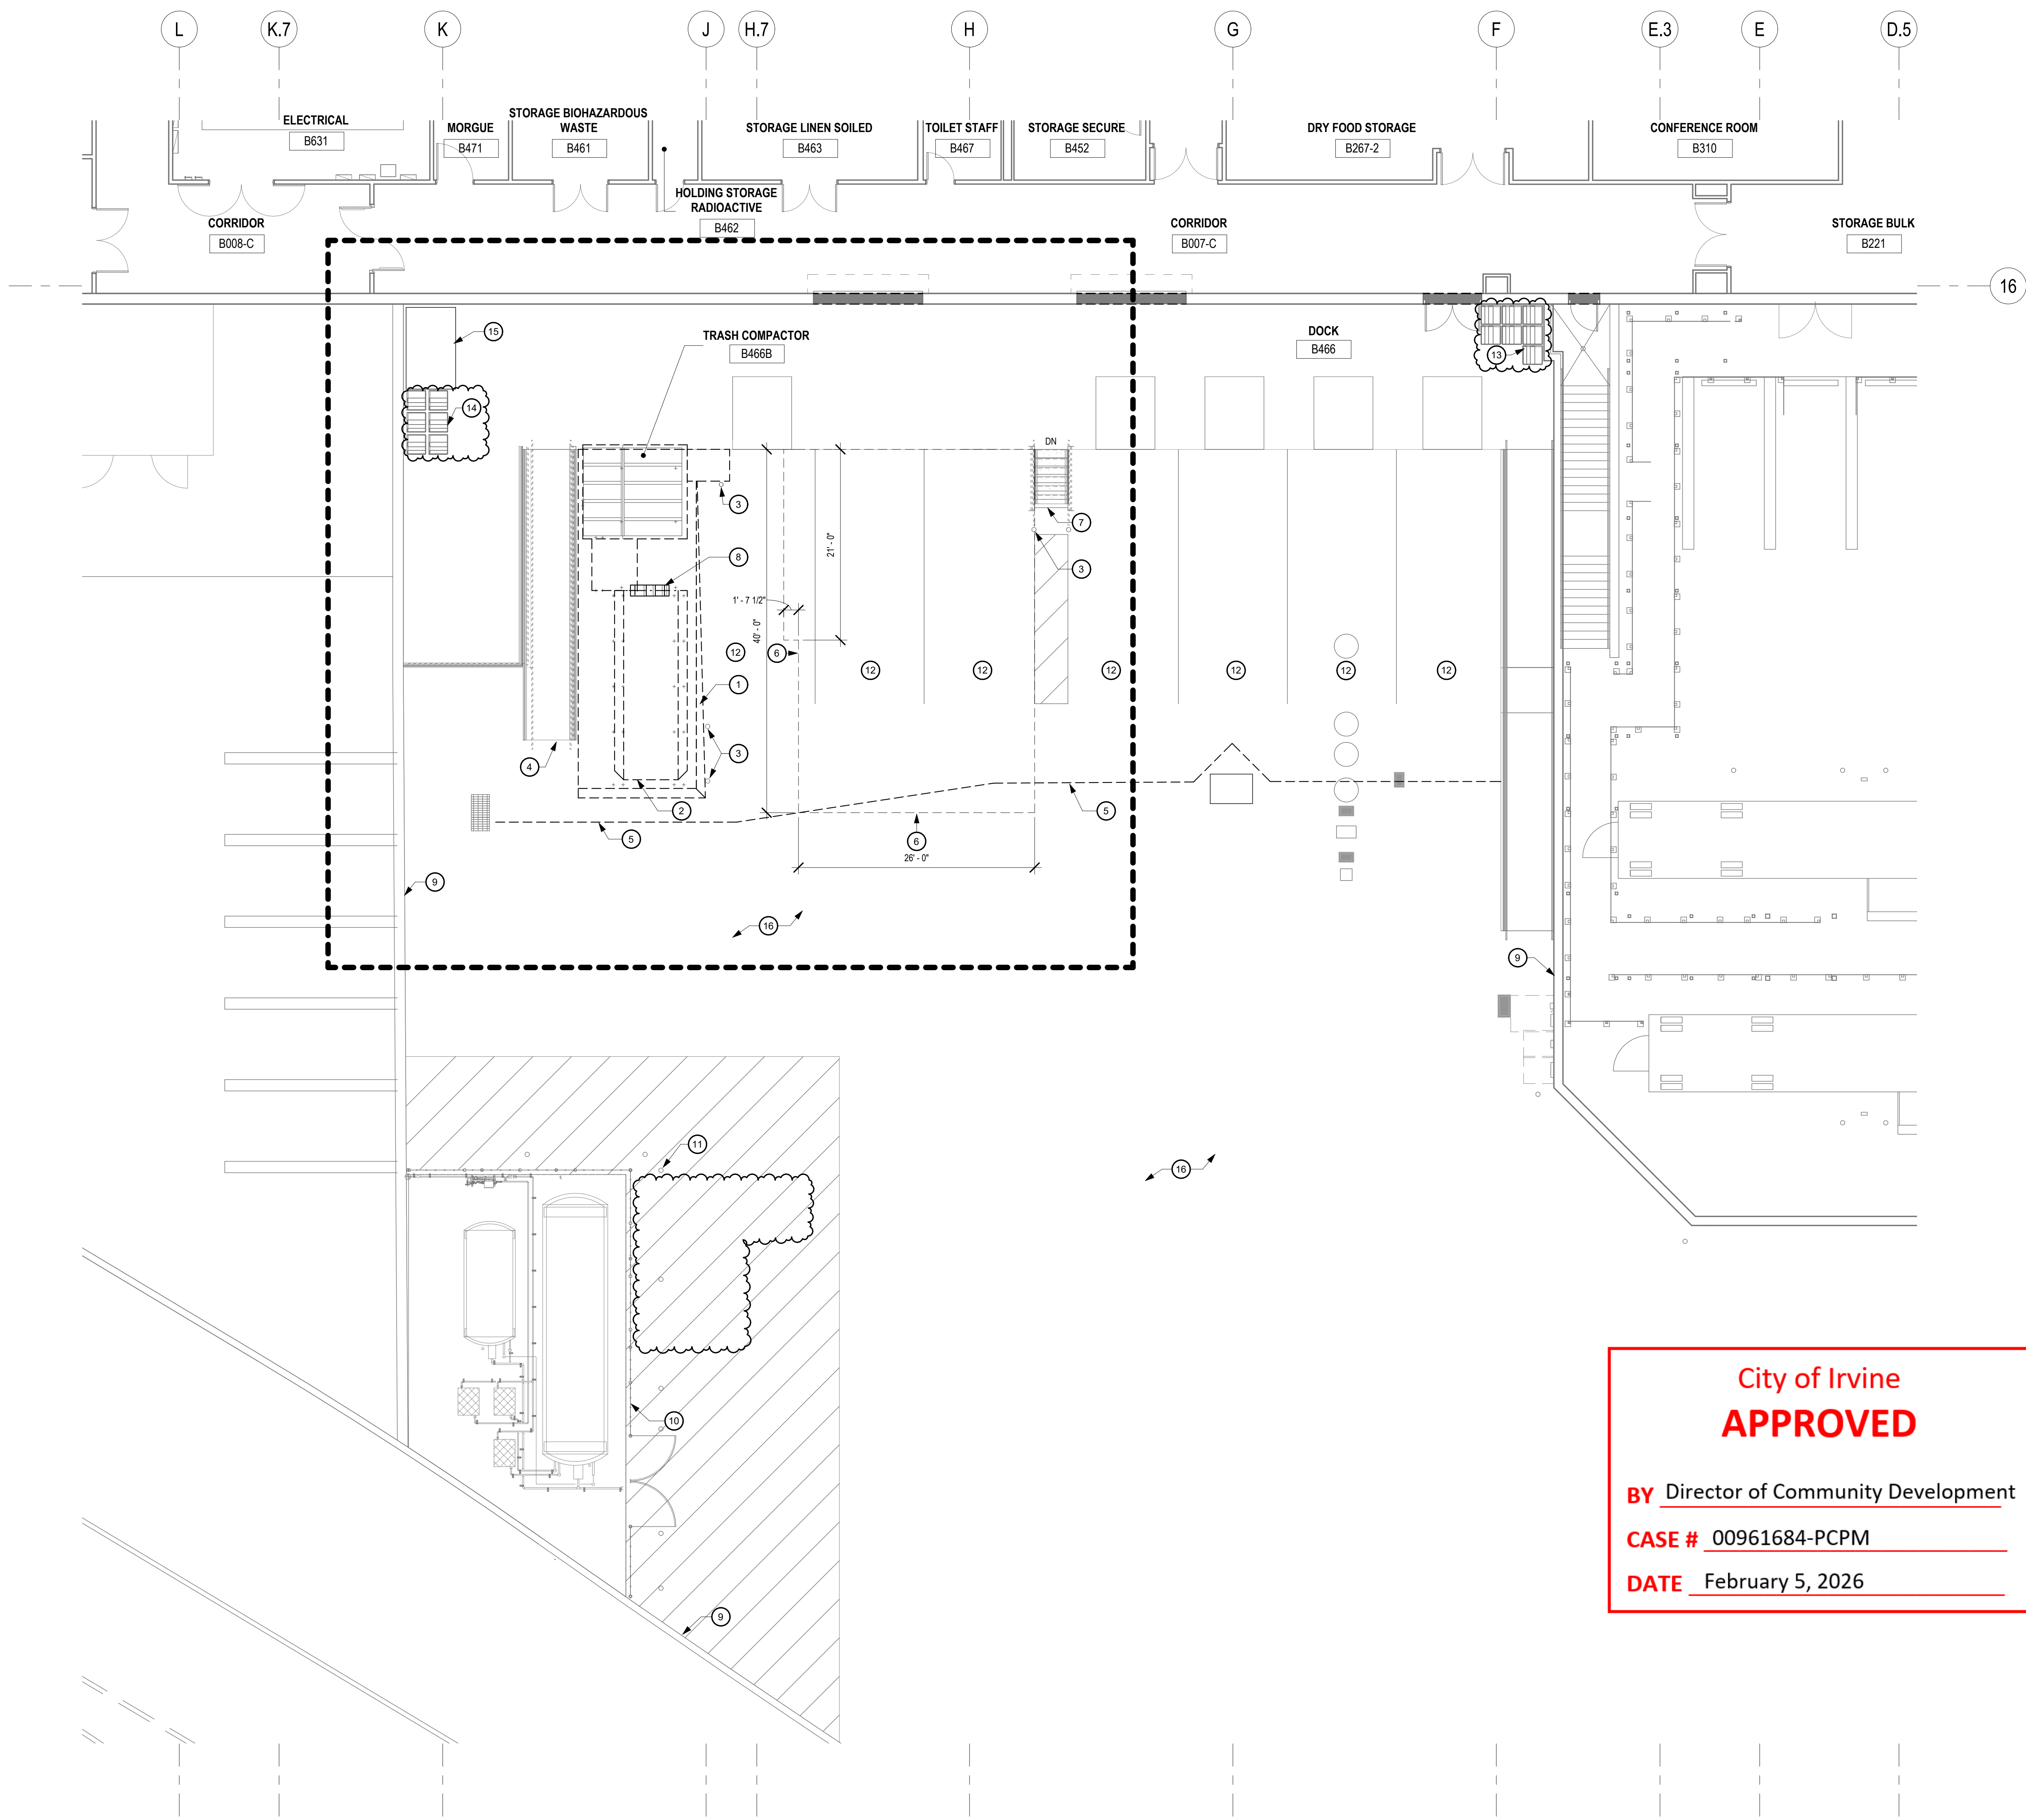 L
K.7
K
J
H.7
H
G
F
E.3
E
D.5
ELECTRICAL
B631
MORGUE
B471
STORAGE BIOHAZARDOUS
WASTE
B461
STORAGE LINEN SOILED
B463
TOILET STAFF
B467
STORAGE SECURE
B452
DRY FOOD STORAGE
B267-2
CONFERENCE ROOM
B310
HOLDING STORAGE
RADIOACTIVE
B462
CORRIDOR
B008-C
CORRIDOR
B007-C
STORAGE BULK
B221
16
15
TRASH COMPACTOR
B466B
DOCK
B466
13
14
DN
3
7
21' - 0"
8
3
1' - 7 1/2"
40' - 0"
12
6
12
12
12
12
12
12
1
3
4
2
5
5
6
26' - 0"
9
16
9
11
16
10
9
City of Irvine
APPROVED
BY Director of Community Development
CASE # 00961684-PCPM
DATE February 5, 2026